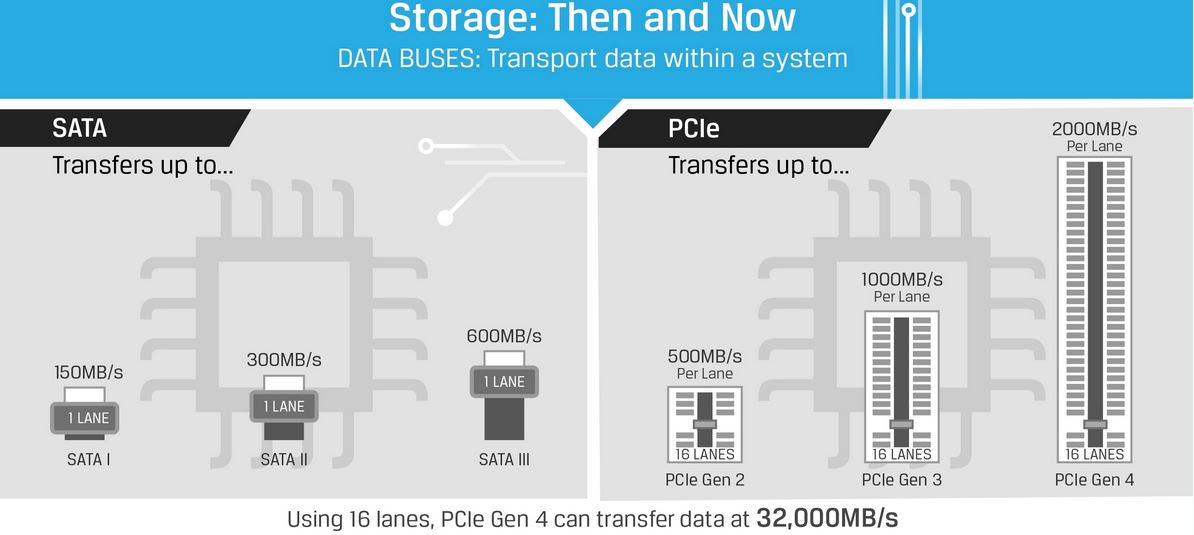 Storage: Then and Now
DATA BUSES: Transport data within a system
SATA
Transfers up to...
150MB/s
1 LANE
SATA I
300MB/s
1 LANE
SATA II
600MB/s
1 LANE
SATA III
PCIe
Transfers up to...
500MB/s
Per Lane
16 LANES
PCIe Gen 2
1000MB/s
Per Lane
16 LANES
PCIe Gen 3
2000MB/s
Per Lane
16 LANES
PCIe Gen 4
Using 16 lanes, PCIe Gen 4 can transfer data at 32,000MB/s